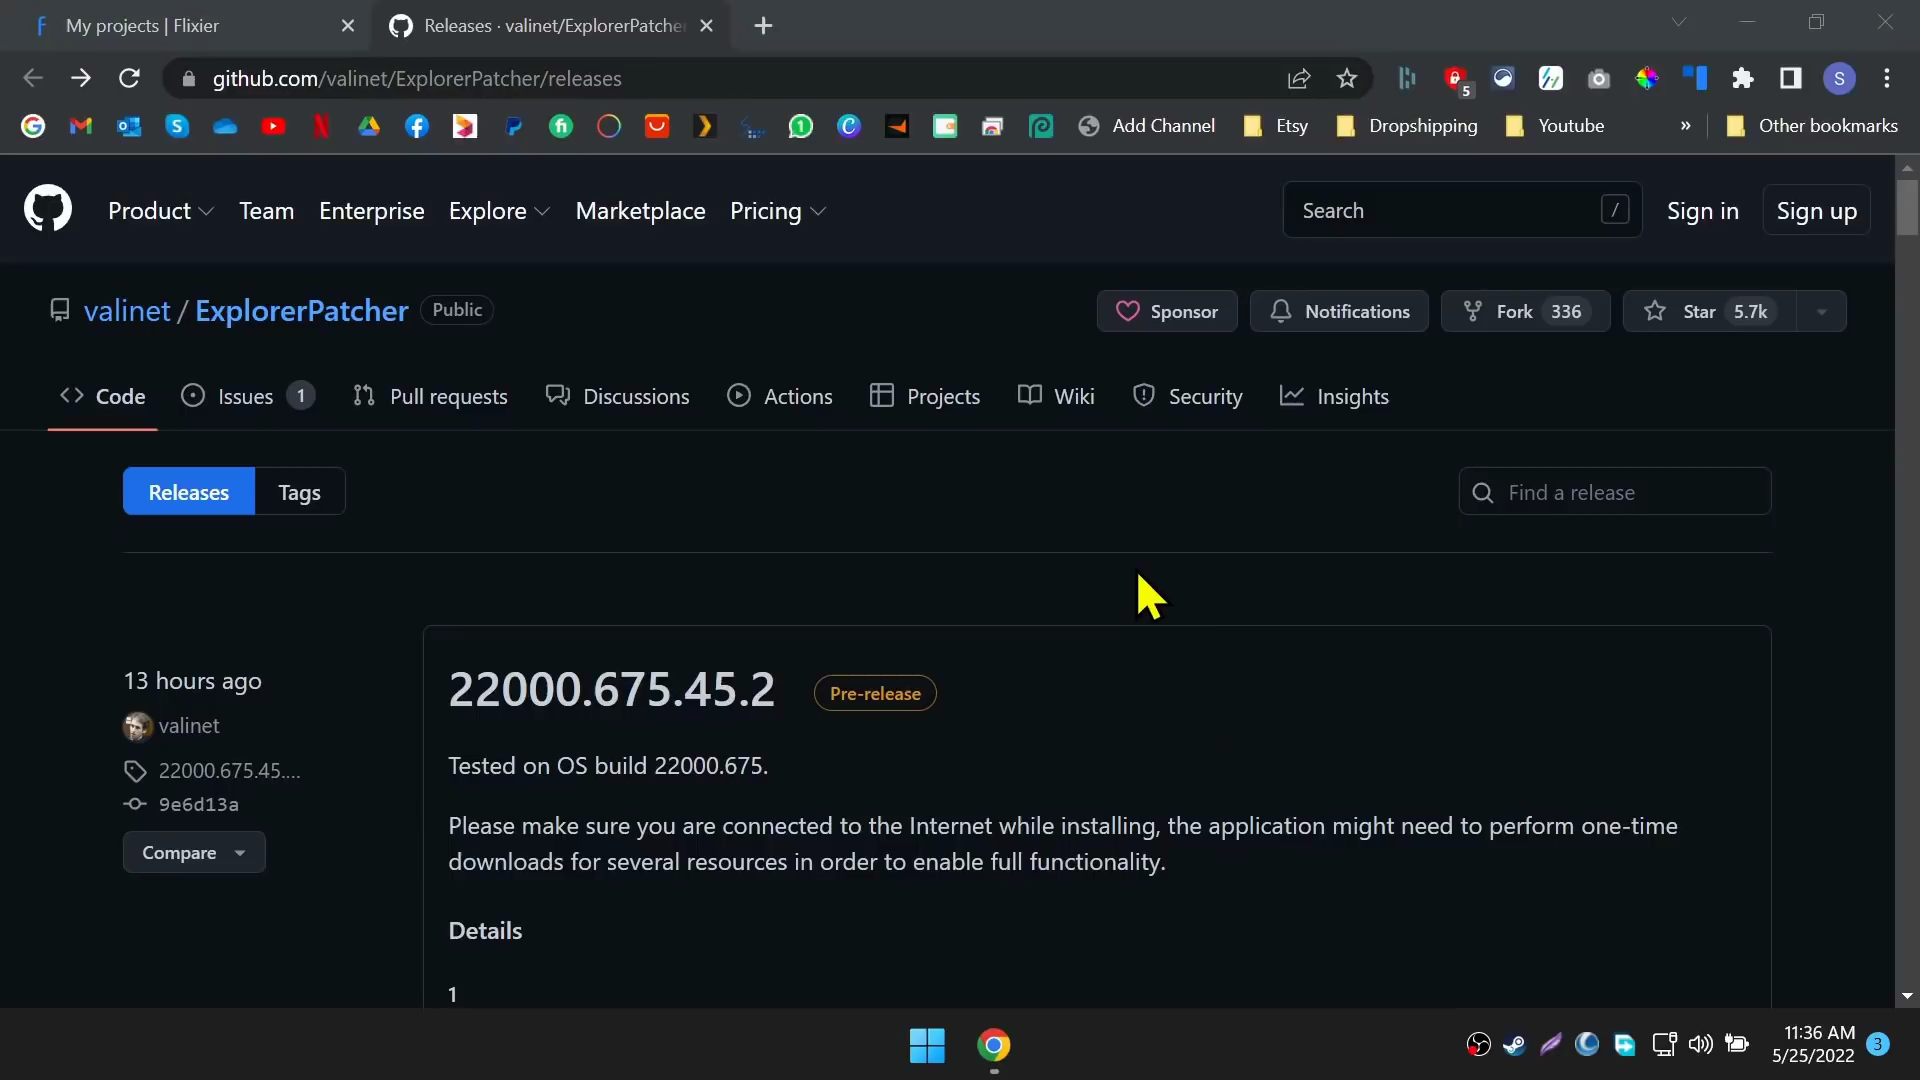 My projects | Flixier
Releases · valinet/ExplorerPatche
github.com/valinet/ExplorerPatcher/releases
5
S
Add Channel
Etsy
Dropshipping
Youtube
»
Other bookmarks
Product
Team
Enterprise
Explore
Marketplace
Pricing
Search
/
Sign in
Sign up
valinet / ExplorerPatcher
Public
Sponsor
Notifications
Fork 336
Star 5.7k
Code
Issues 1
Pull requests
Discussions
Actions
Projects
Wiki
Security
Insights
Releases
Tags
Find a release
13 hours ago
valinet
22000.675.45....
9e6d13a
Compare
22000.675.45.2
Pre-release
Tested on OS build 22000.675.
Please make sure you are connected to the Internet while installing, the application might need to perform one-time
downloads for several resources in order to enable full functionality.
Details
1
11:36 AM
5/25/2022
3